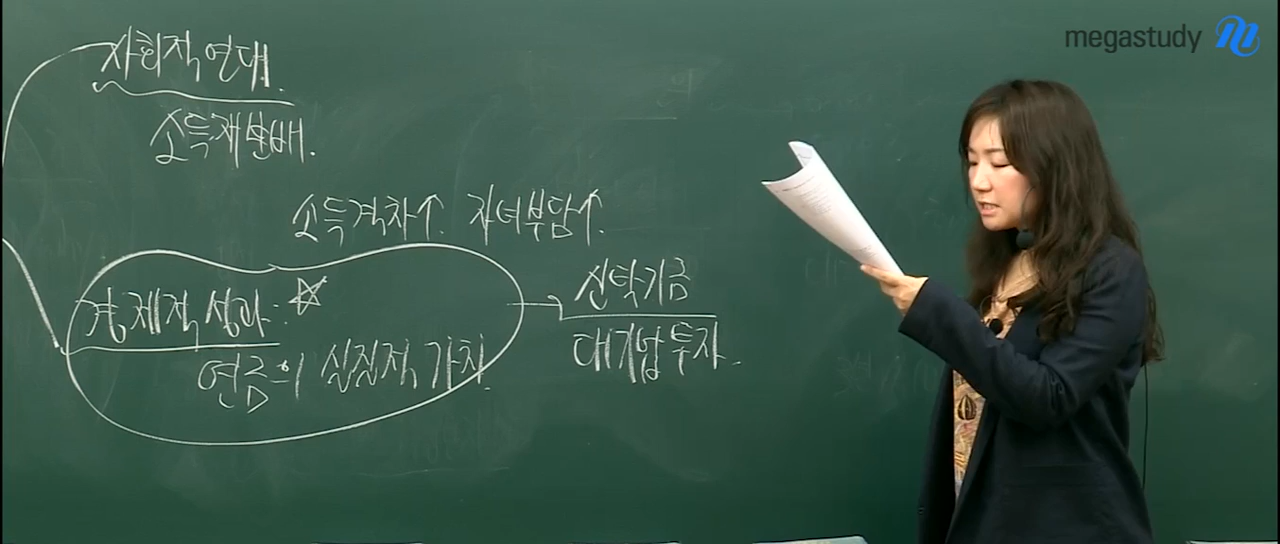 megastudy
사회적 연대.
소득재분배.
소득격차↑. 자녀부담↑.
경제적 성과: ☆
연금의 실질적 가치.
신탁기금
대기업 투자.